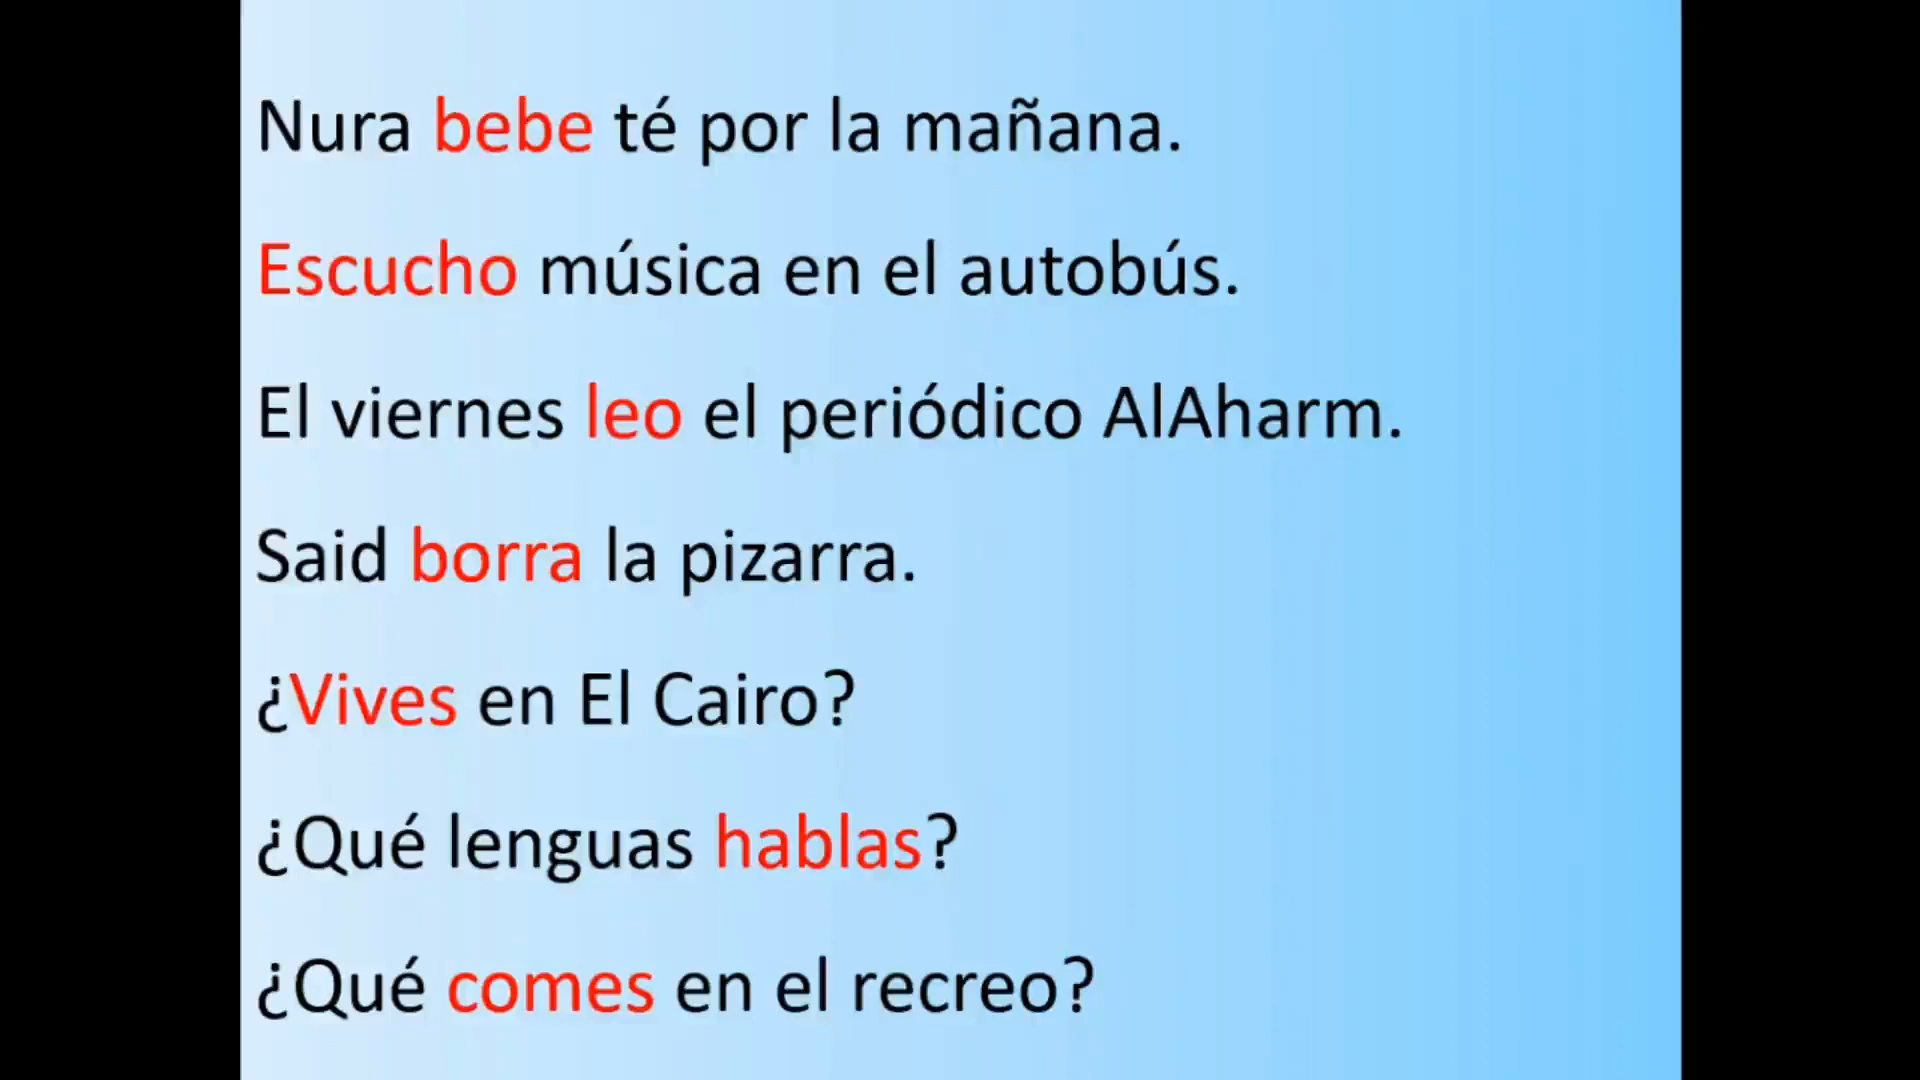 Nura bebe té por la mañana.
Escucho música en el autobús.
El viernes leo el periódico AlAharm.
Said borra la pizarra.
¿Vives en El Cairo?
¿Qué lenguas hablas?
¿Qué comes en el recreo?